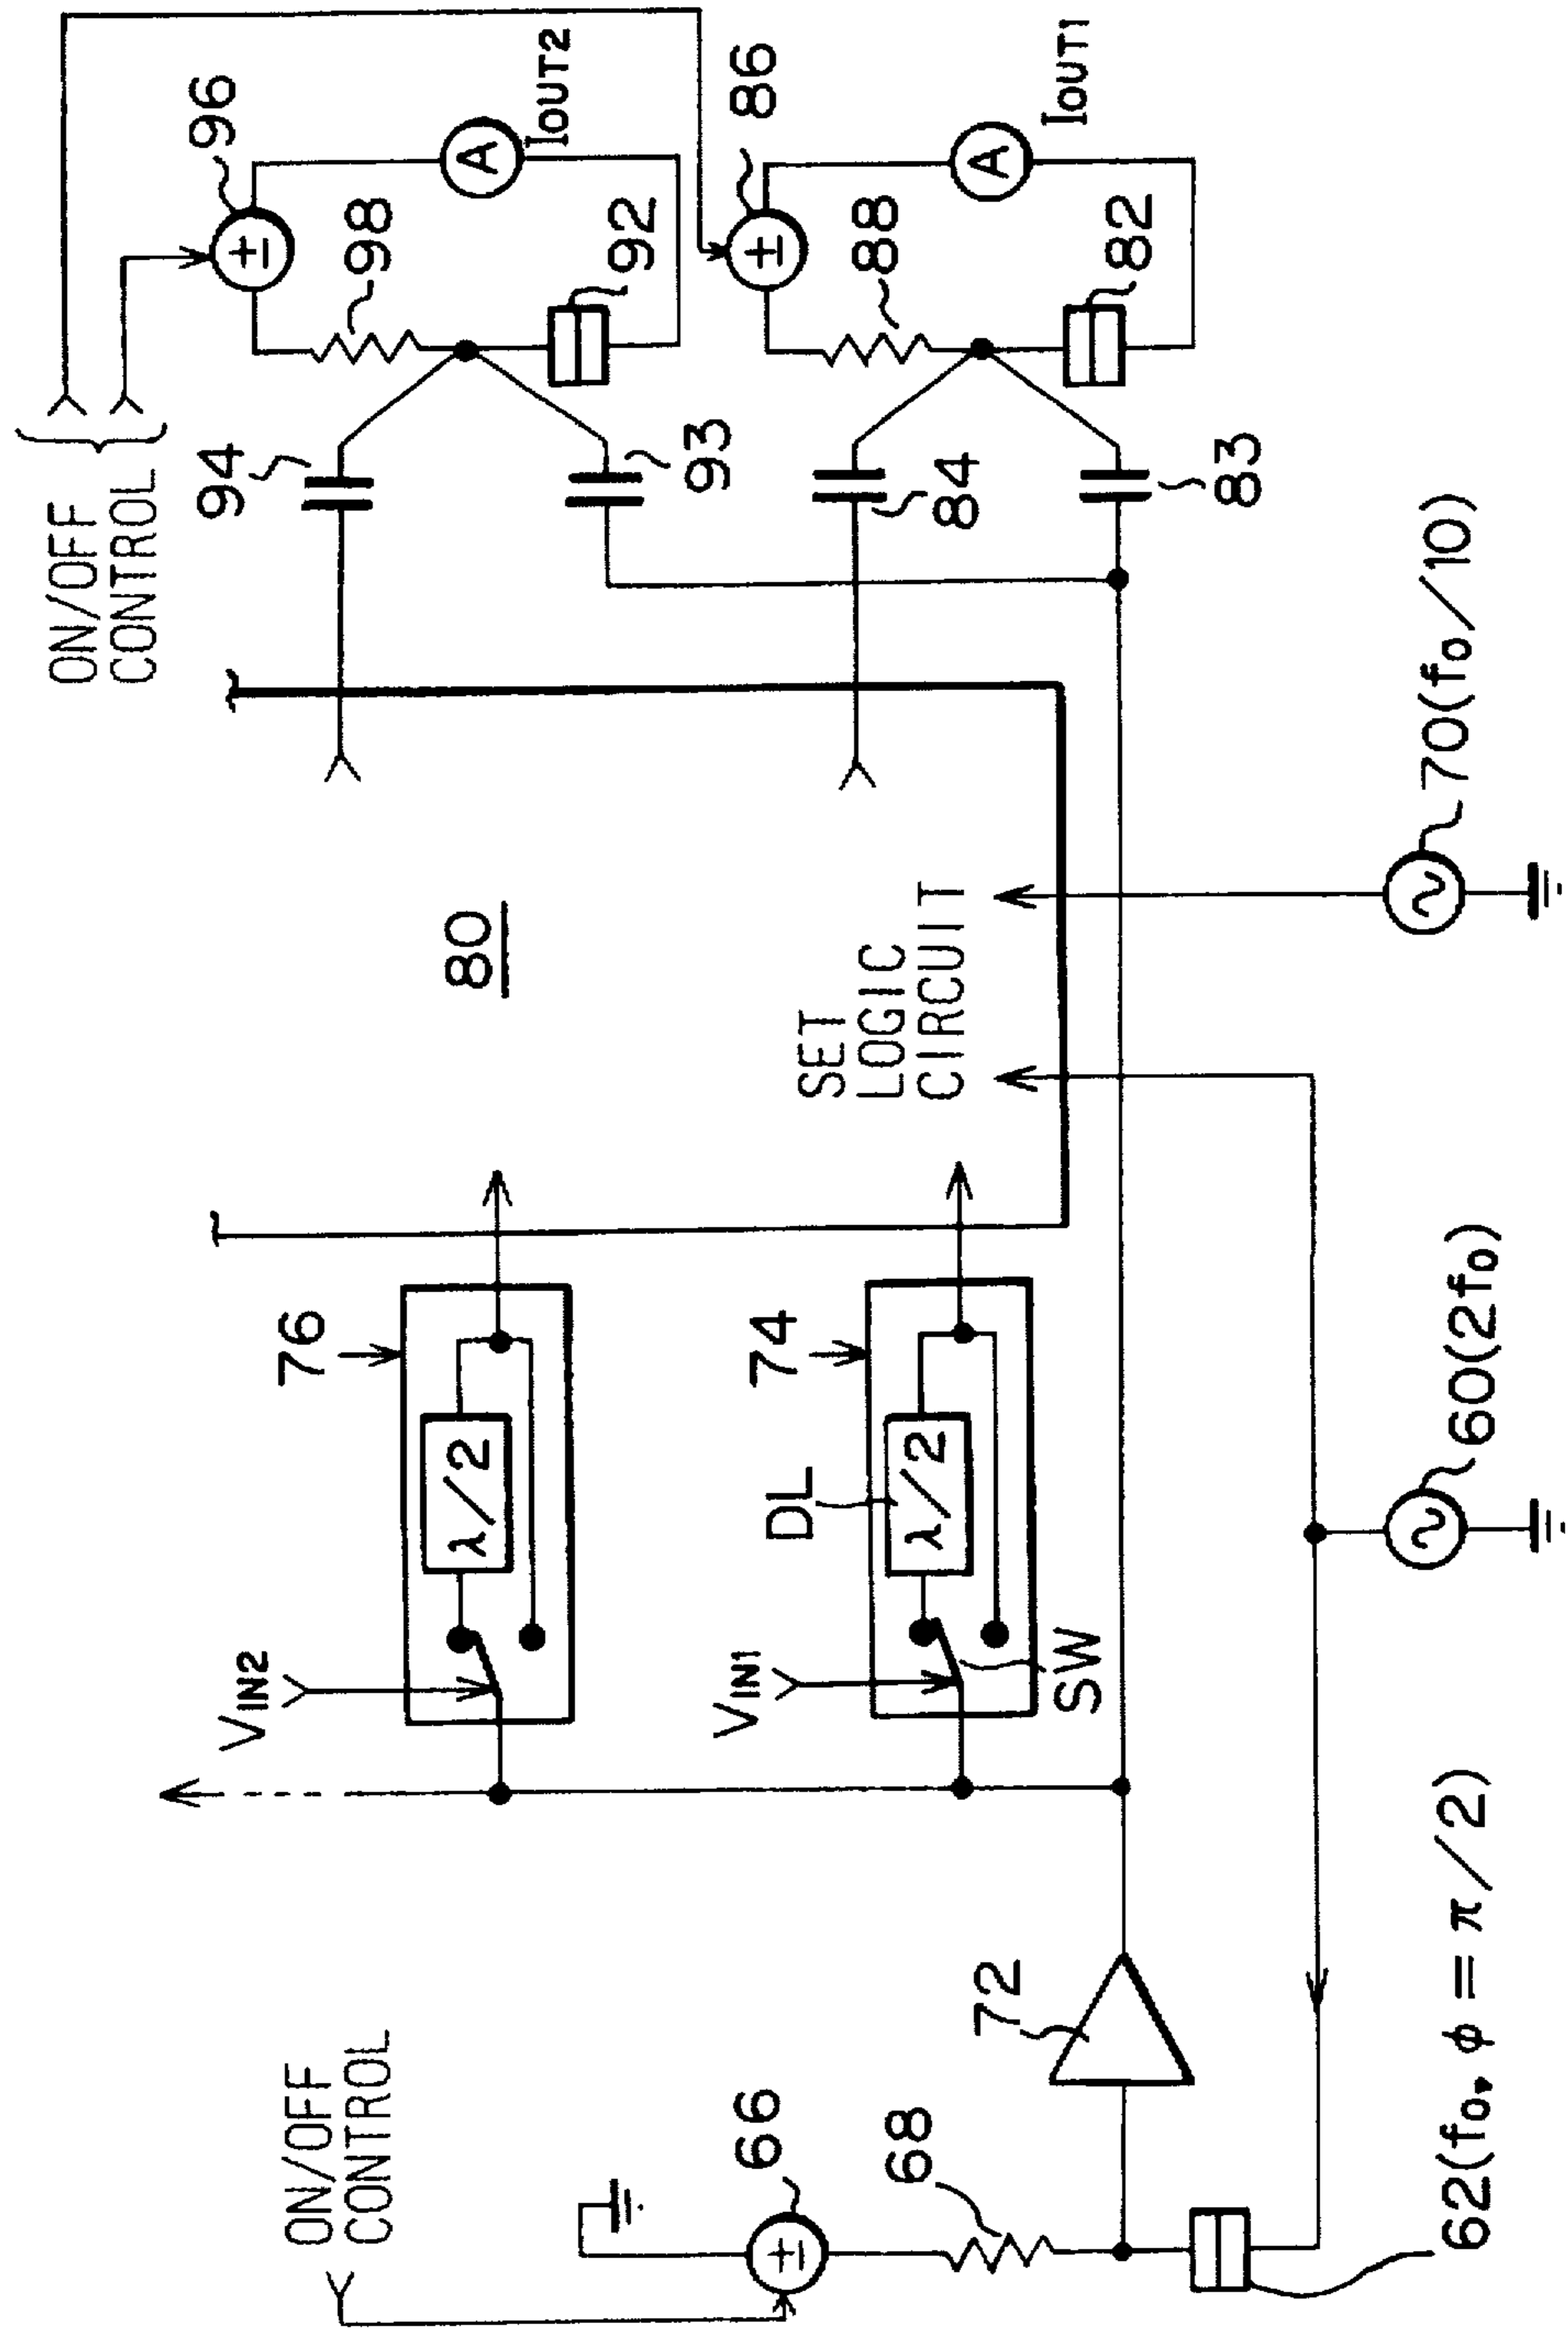 ON/OFF
CONTROL
66
68
72
62(f0, φ = π/2)
VIN2
76
λ/2
VIN1
74
DL
λ/2
SW
60(2f0)
80
SET
LOGIC
CIRCUIT
70(f0/10)
ON/OFF
CONTROL
94
93
96
98
92
A
IOUT2
84
83
86
88
82
A
IOUT1